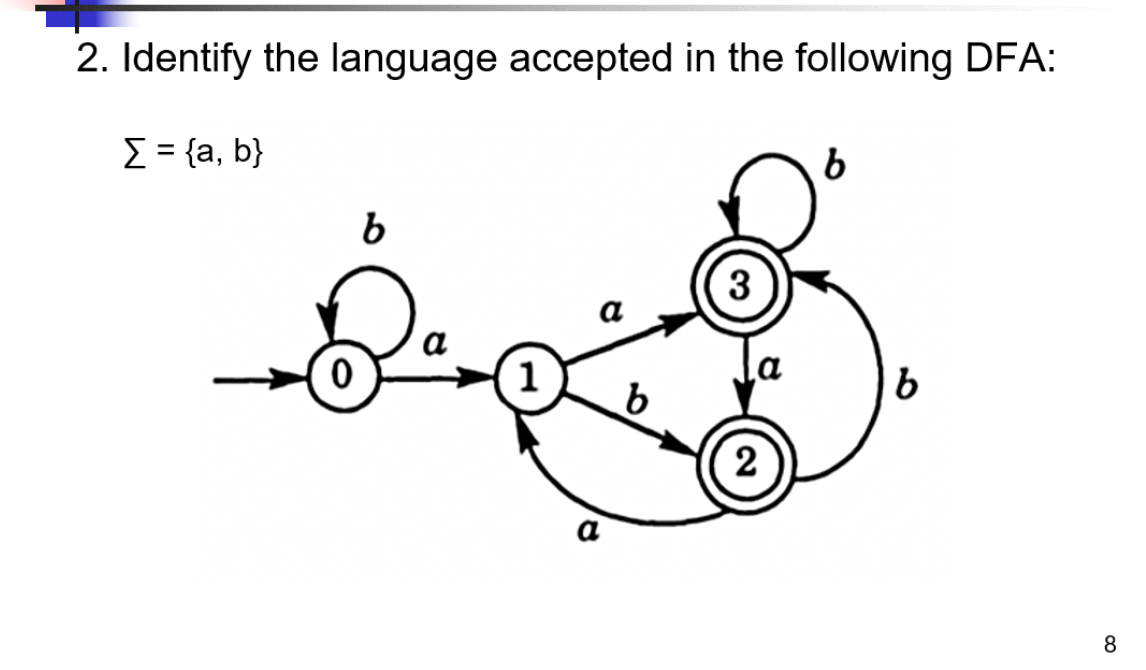 2. Identify the language accepted in the following DFA:
∑ = {a, b}
b
b
a
a
3
0
1
a
b
b
2
a
8